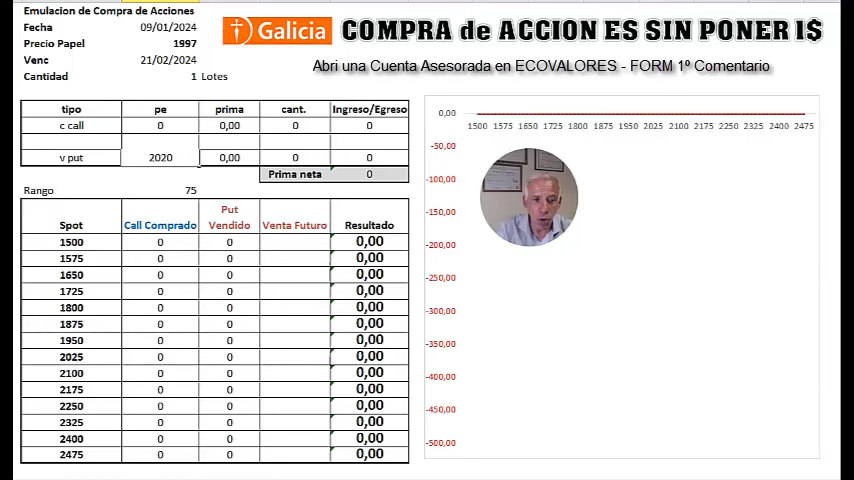 Emulacion de Compra de Acciones
Fecha 09/01/2024
Precio Papel 1997
Venc 21/02/2024
Cantidad 1 Lotes
Galicia
COMPRA de ACCION ES SIN PONER 1$
Abri una Cuenta Asesorada en ECOVALORES - FORM 1º Comentario
tipo pe prima cant. Ingreso/Egreso
c call 0 0,00 0 0
v put 2020 0,00 0 0
Prima neta 0
Rango 75
Spot Call Comprado Put Vendido Venta Futuro Resultado
1500 0 0 0,00
1575 0 0 0,00
1650 0 0 0,00
1725 0 0 0,00
1800 0 0 0,00
1875 0 0 0,00
1950 0 0 0,00
2025 0 0 0,00
2100 0 0 0,00
2175 0 0 0,00
2250 0 0 0,00
2325 0 0 0,00
2400 0 0 0,00
2475 0 0 0,00
0,00
1500 1575 1650 1725 1800 1875 1950 2025 2100 2175 2250 2325 2400 2475
-50,00
-100,00
-150,00
-200,00
-250,00
-300,00
-350,00
-400,00
-450,00
-500,00